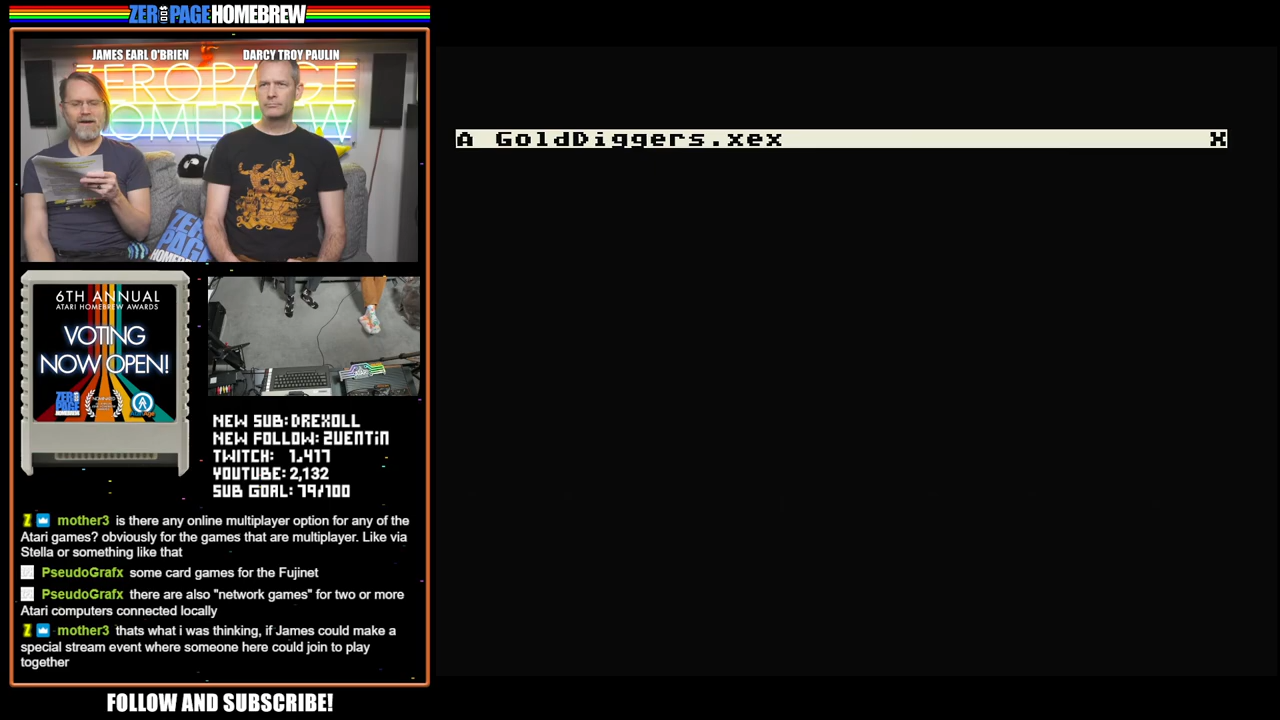 ZEROPAGE HOMEBREW
JAMES EARL O'BRIEN
DARCY TROY PAULIN
ZEROPAGE
HOMEBREW
ZERO
PAGE
A GoldDiggers.xex X
6TH ANNUAL
ATARI HOMEBREW AWARDS
VOTING
NOW OPEN!
NEW SUB: DREXOLL
NEW FOLLOW: ZUENTIN
TWITCH: 1,417
YOUTUBE: 2,132
SUB GOAL: 79/100
mother3 is there any online multiplayer option for any of the
Atari games? obviously for the games that are multiplayer. Like via
Stella or something like that
PseudoGrafx some card games for the Fujinet
PseudoGrafx there are also "network games" for two or more
Atari computers connected locally
mother3 thats what i was thinking, if James could make a
special stream event where someone here could join to play
together
FOLLOW AND SUBSCRIBE!